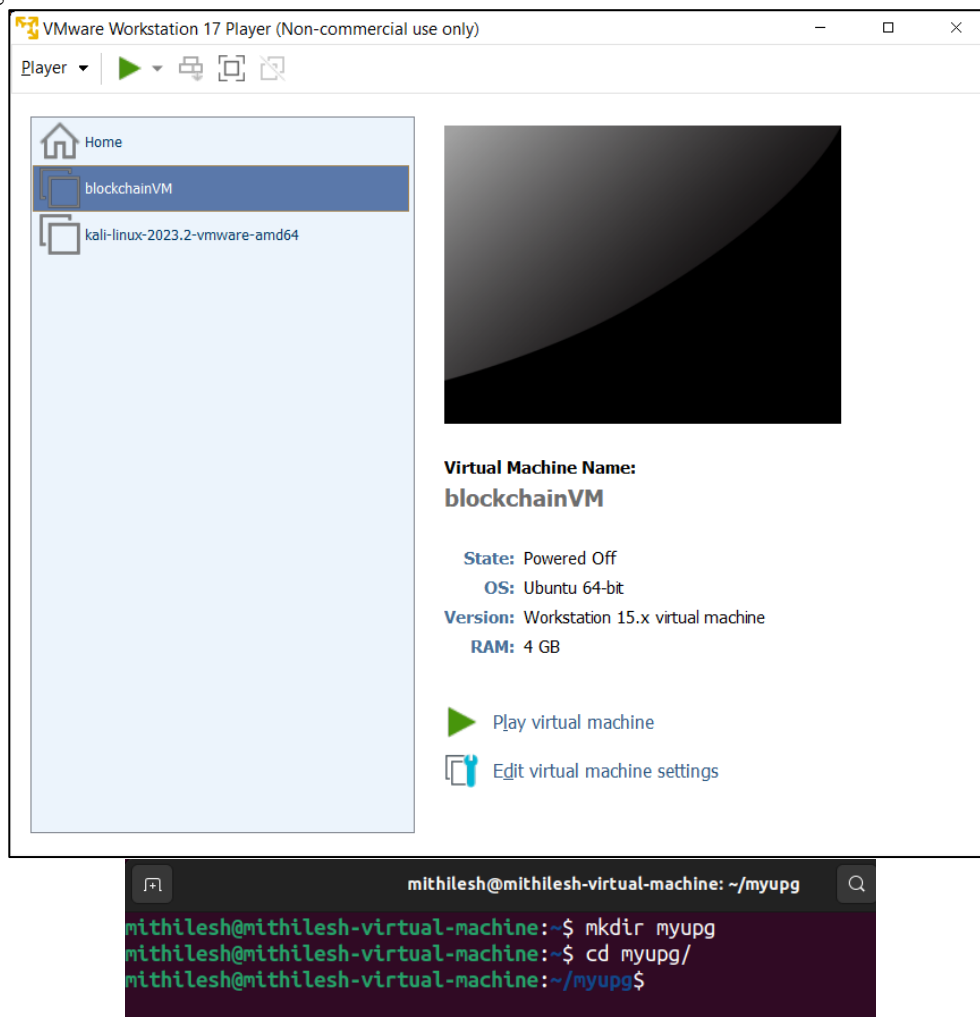 VMware Workstation 17 Player (Non-commercial use only)
Player
Home
blockchainVM
kali-linux-2023.2-vmware-amd64
Virtual Machine Name:
blockchainVM
State: Powered Off
OS: Ubuntu 64-bit
Version: Workstation 15.x virtual machine
RAM: 4 GB
Play virtual machine
Edit virtual machine settings
mithilesh@mithilesh-virtual-machine: ~/myupg
mithilesh@mithilesh-virtual-machine:~$ mkdir myupg
mithilesh@mithilesh-virtual-machine:~$ cd myupg/
mithilesh@mithilesh-virtual-machine:~/myupg$